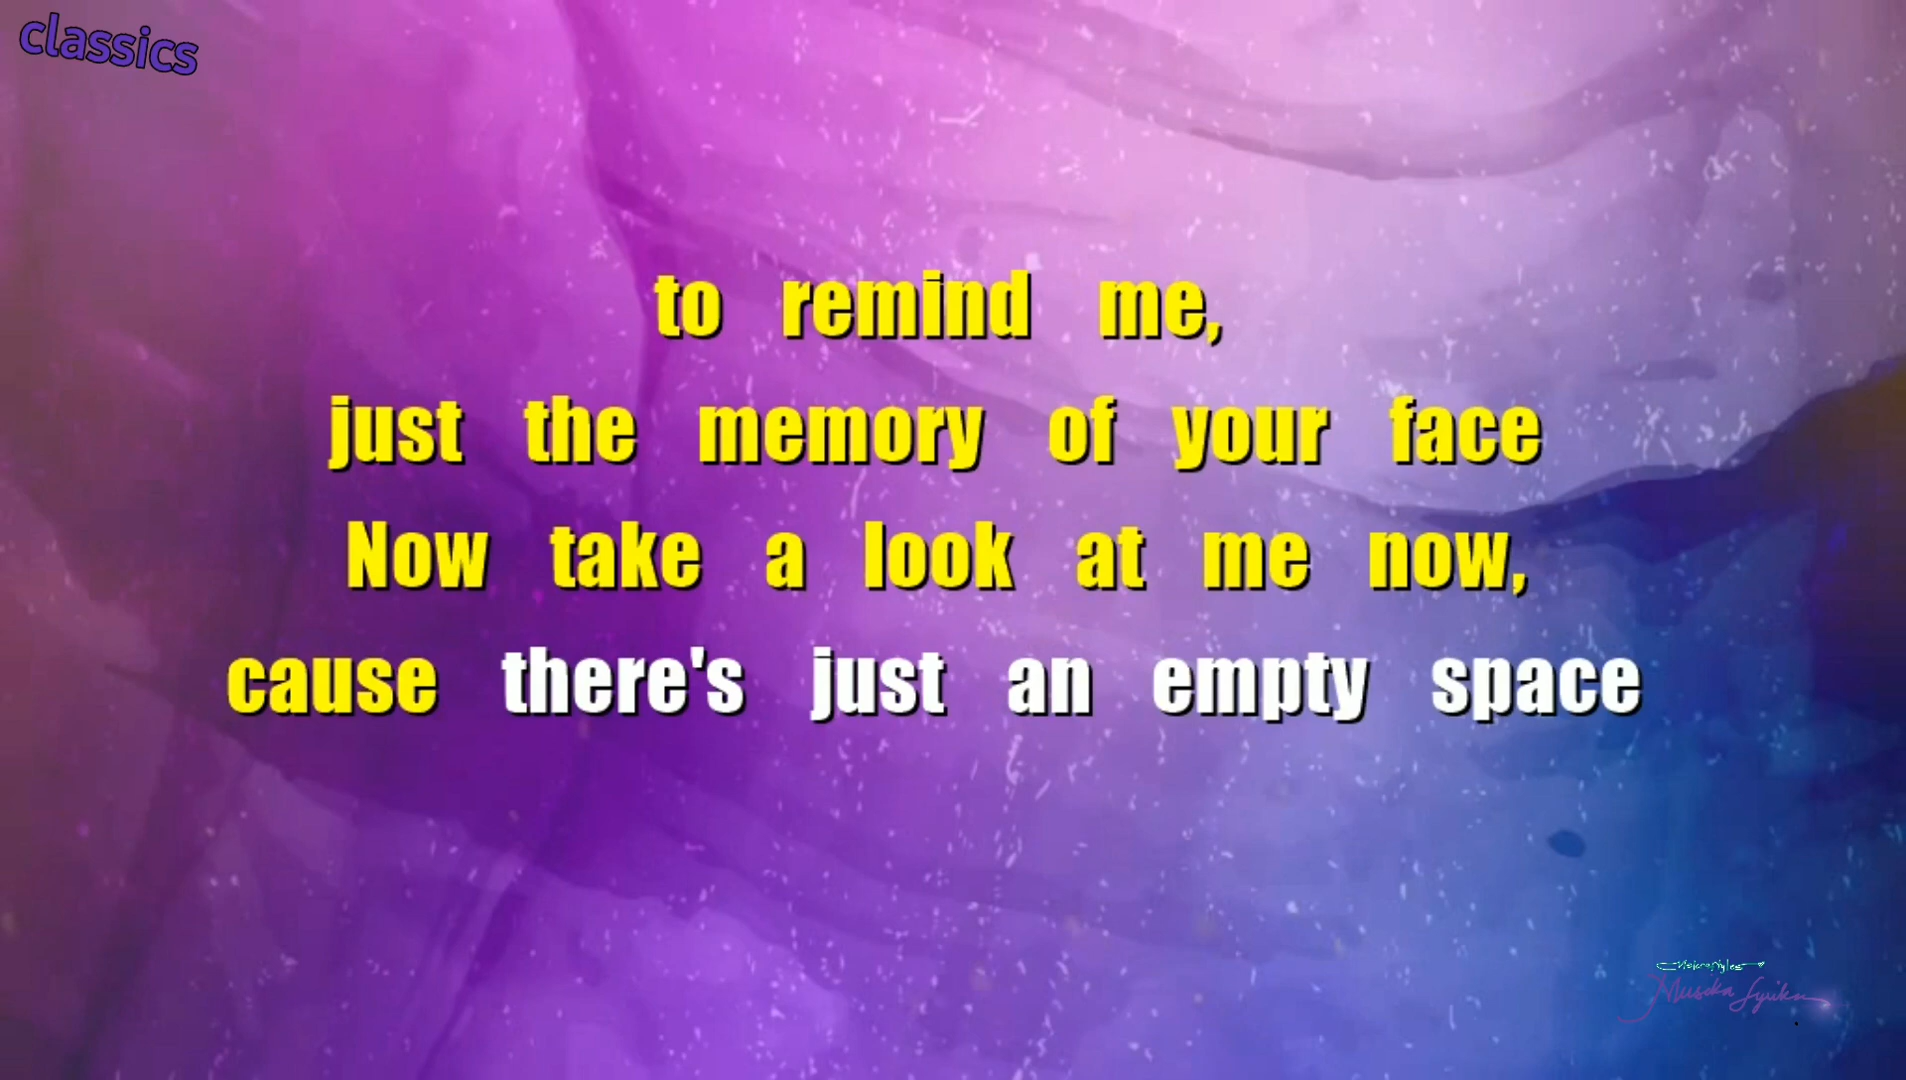 classics
to remind me,
just the memory of your face
Now take a look at me now,
cause there's just an empty space